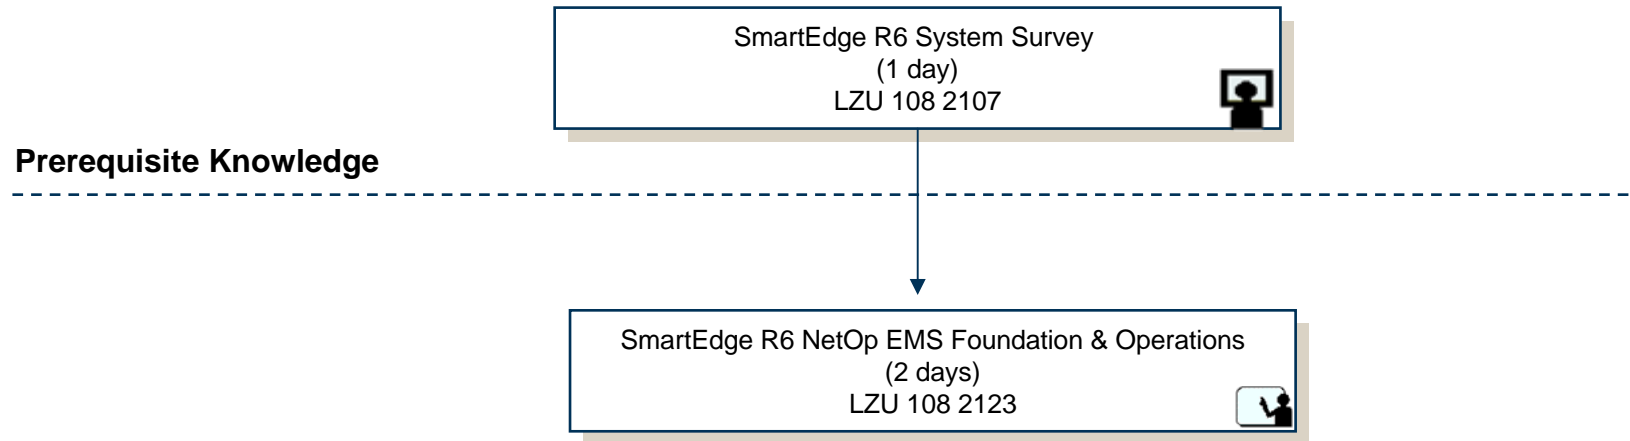 SmartEdge R6 System Survey
(1 day)
LZU 108 2107
Prerequisite Knowledge
SmartEdge R6 NetOp EMS Foundation & Operations
(2 days)
LZU 108 2123